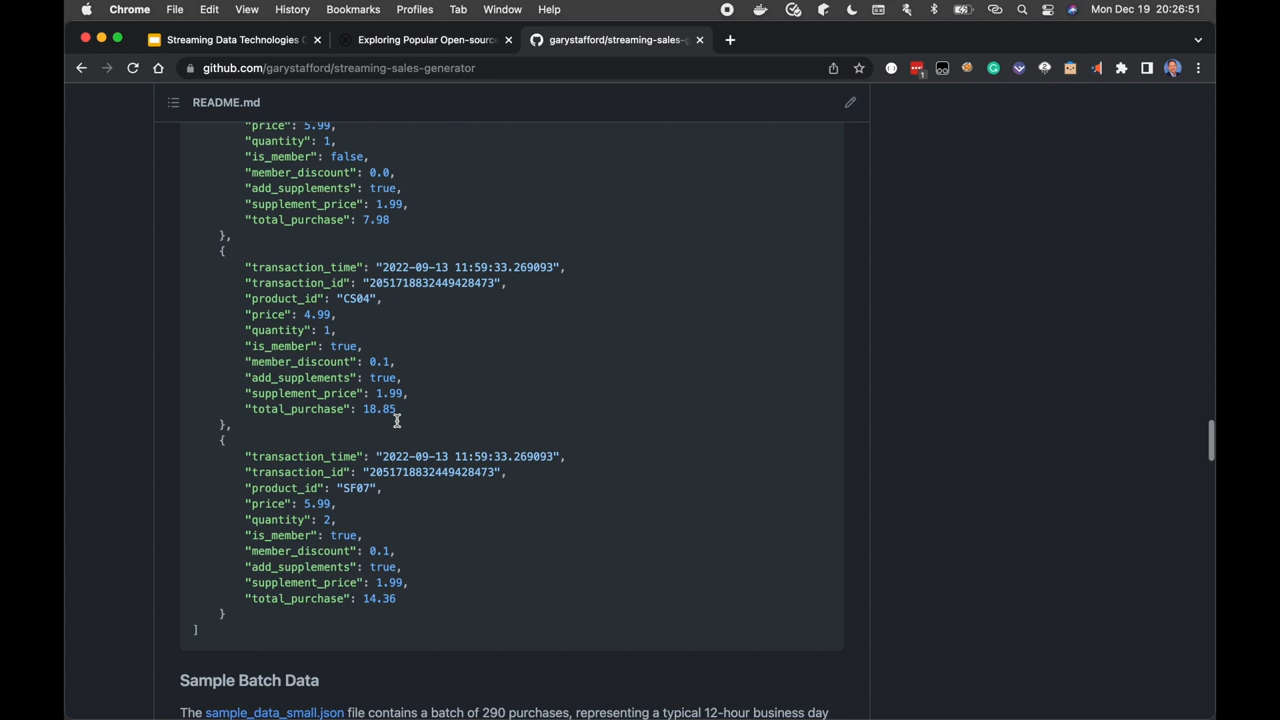 Chrome File Edit View History Bookmarks Profiles Tab Window Help Mon Dec 19 20:26:51
Streaming Data Technologies C Exploring Popular Open-sourc garystafford/streaming-sales-g
github.com/garystafford/streaming-sales-generator 1
README.md
"price": 5.99,
"quantity": 1,
"is_member": false,
"member_discount": 0.0,
"add_supplements": true,
"supplement_price": 1.99,
"total_purchase": 7.98
},
{
"transaction_time": "2022-09-13 11:59:33.269093",
"transaction_id": "2051718832449428473",
"product_id": "CS04",
"price": 4.99,
"quantity": 1,
"is_member": true,
"member_discount": 0.1,
"add_supplements": true,
"supplement_price": 1.99,
"total_purchase": 18.85
},
{
"transaction_time": "2022-09-13 11:59:33.269093",
"transaction_id": "2051718832449428473",
"product_id": "SF07",
"price": 5.99,
"quantity": 2,
"is_member": true,
"member_discount": 0.1,
"add_supplements": true,
"supplement_price": 1.99,
"total_purchase": 14.36
}
]
Sample Batch Data
The sample_data_small.json file contains a batch of 290 purchases, representing a typical 12-hour business day